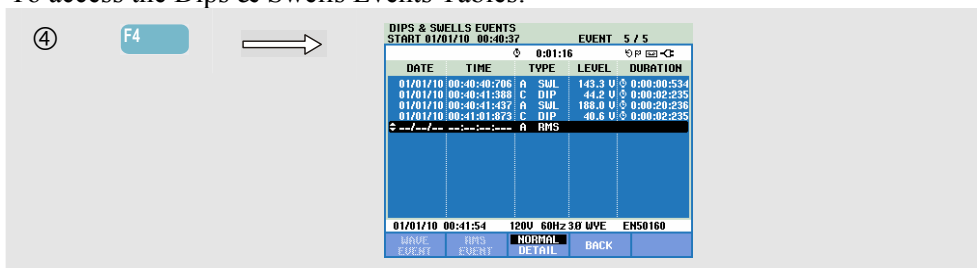 To access the Dips & Swells Events Tables:
④ F4
DIPS & SWELLS EVENTS
START 01/01/10 00:40:37 EVENT 5 / 5
0:01:16
DATE TIME TYPE LEVEL DURATION
01/01/10 00:40:40:706 A SWL 143.3 V 0:00:00:534
01/01/10 00:40:41:388 C DIP 44.2 V 0:00:02:235
01/01/10 00:40:41:437 A SWL 188.0 V 0:00:20:236
01/01/10 00:41:01:873 C DIP 40.6 V 0:00:02:235
--/--/-- --:--:--:--- A RMS
01/01/10 00:41:54 120V 60Hz 3Ø WYE EN50160
WAVE EVENT RMS EVENT NORMAL DETAIL BACK